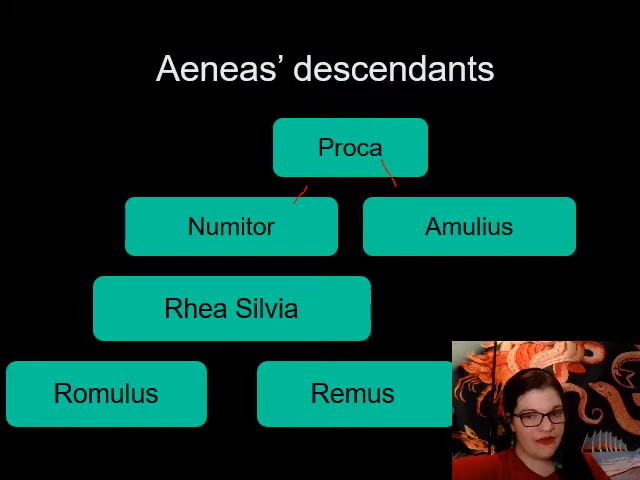 Aeneas’ descendants
Proca
Numitor
Amulius
Rhea Silvia
Romulus
Remus